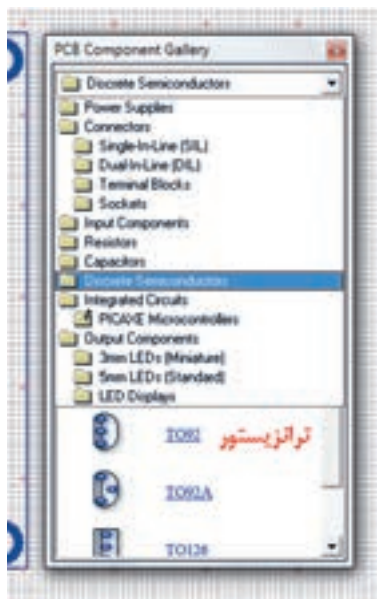 PCB Component Gallery
Discrete Semiconductors
Power Supplies
Connectors
Single-In-Line (SIL)
Dual-In-Line (DIL)
Terminal Blocks
Sockets
Input Components
Resistors
Capacitors
Discrete Semiconductors
Integrated Circuits
PICAXE Microcontrollers
Output Components
3mm LEDs (Miniature)
5mm LEDs (Standard)
LED Displays
TO92 ترانزیستور
TO92A
TO126